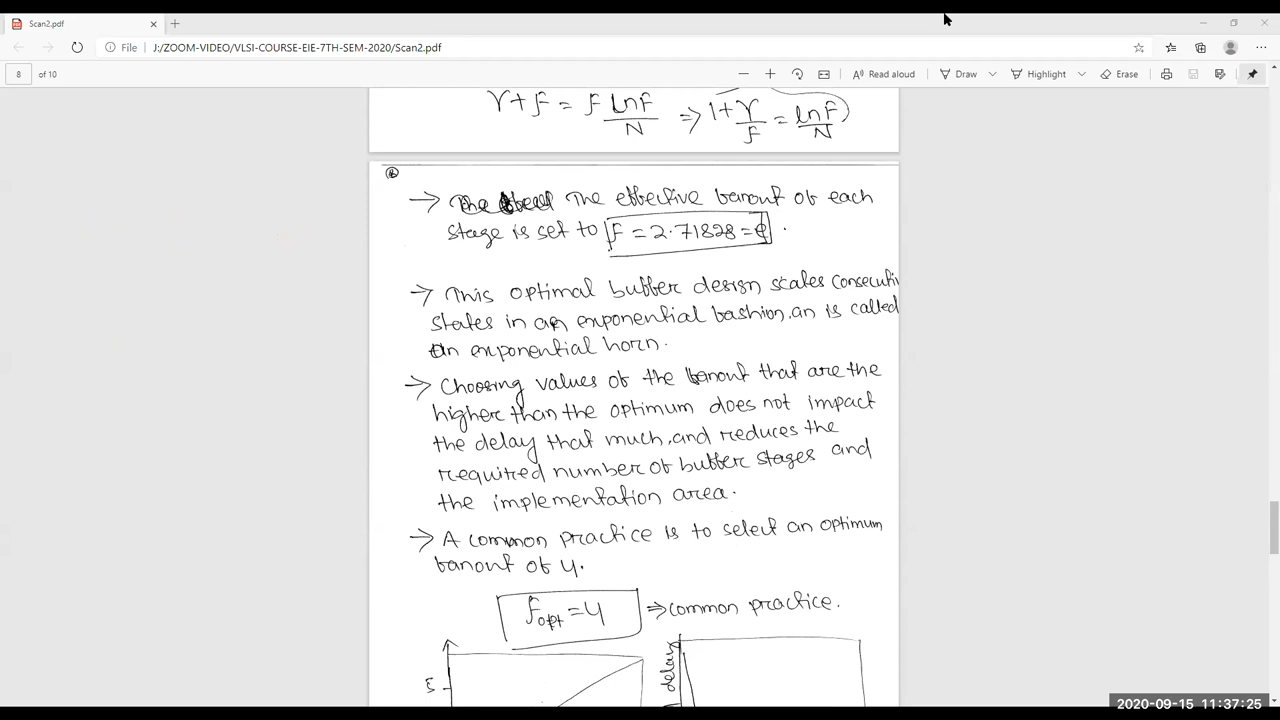 Scan2.pdf
File J:/ZOOM-VIDEO/VLSI-COURSE-EIE-7TH-SEM-2020/Scan2.pdf
8 of 10
Read aloud Draw Highlight Erase
γ+f = f lnF/N ⇒ 1+γ/f = lnF/N
→ The The effective fanout of each
stage is set to f = 2.71828 = e .
→ This optimal buffer design scales consecuti
states in an exponential fashion, an is called
an exponential horn.
→ Choosing values of the fanout that are the
higher than the optimum does not impact
the delay that much, and reduces the
required number of buffer stages and
the implementation area.
→ A common practice is to select an optimum
fanout of 4.
fopt = 4 ⇒ common practice.
5
delay
2020-09-15 11:37:25